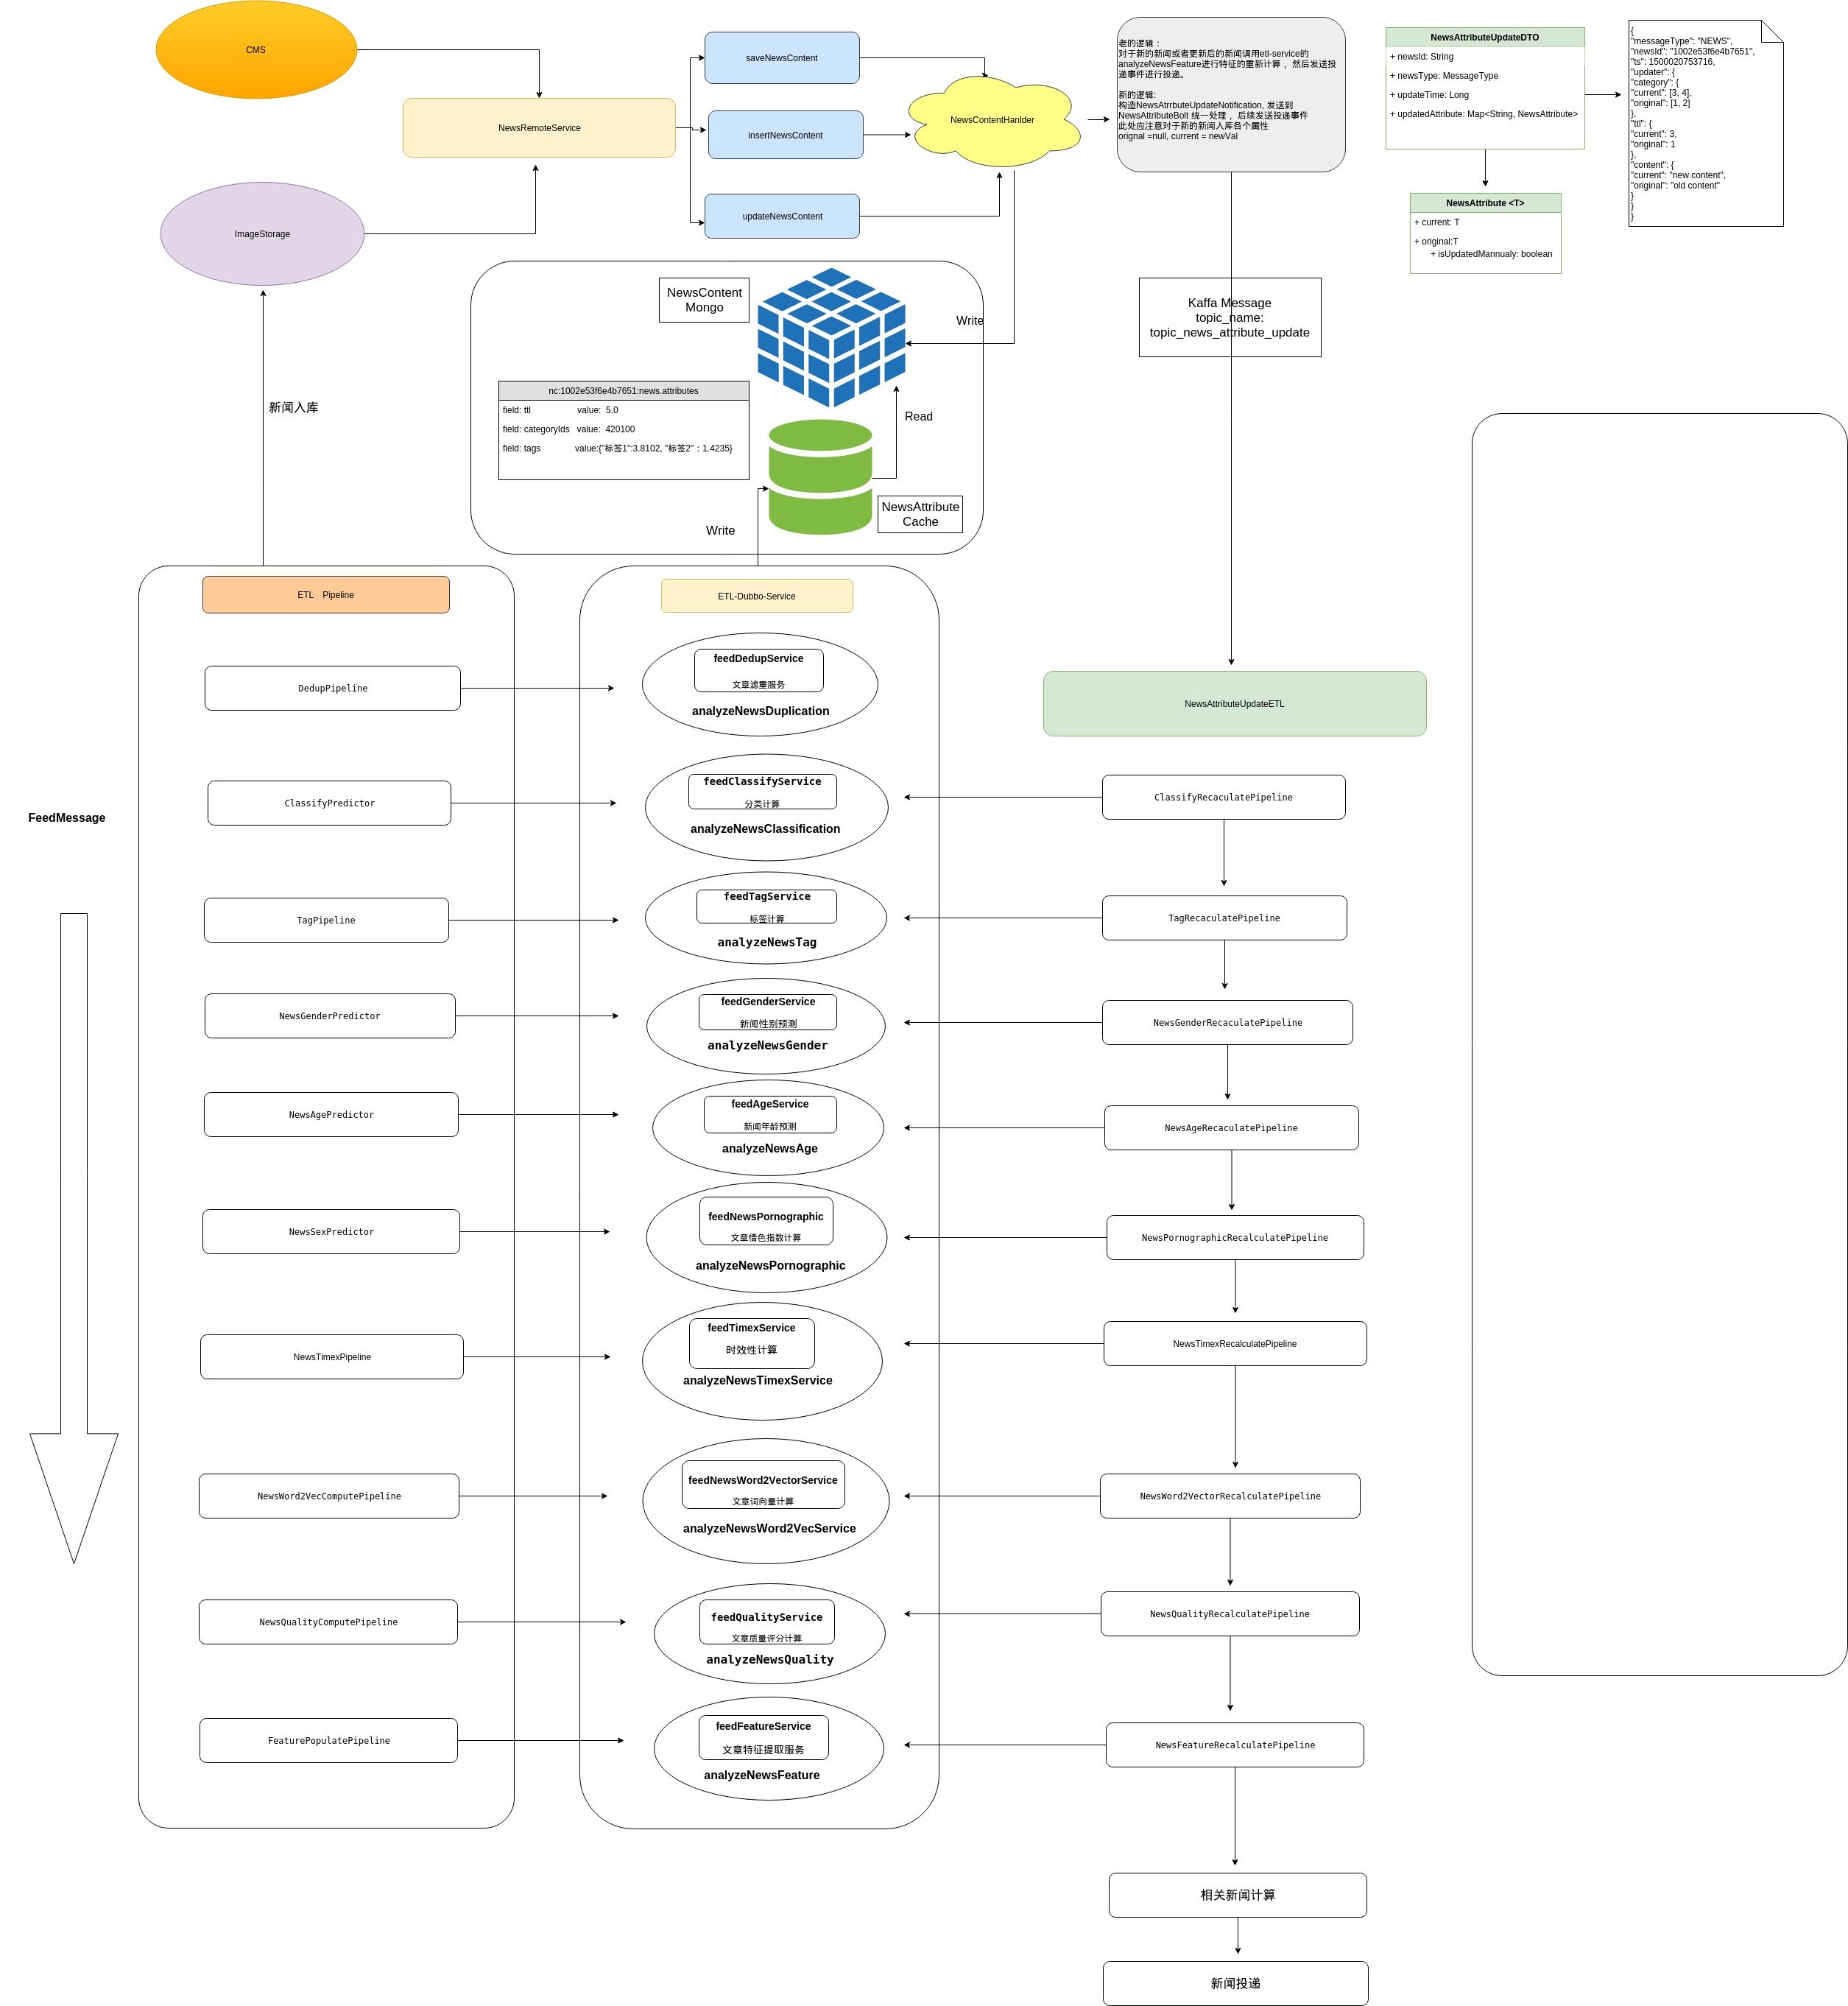 CMS
ImageStorage
NewsRemoteService
saveNewsContent
insertNewsContent
updateNewsContent
NewsContentHanlder
老的逻辑：
对于新的新闻或者更新后的新闻调用etl-service的
analyzeNewsFeature进行特征的重新计算， 然后发送投
递事件进行投递。
新的逻辑:
构造NewsAtrrbuteUpdateNotification, 发送到
NewsAttributeBolt 统一处理， 后续发送投递事件
此处应注意对于新的新闻入库各个属性
orignal =null, current = newVal
NewsAttributeUpdateDTO
+ newsId: String
+ newsType: MessageType
+ updateTime: Long
+ updatedAttribute: Map<String, NewsAttribute>
NewsAttribute <T>
+ current: T
+ original:T
+ isUpdatedMannualy: boolean
{
"messageType": "NEWS",
"newsId": "1002e53f6e4b7651",
"ts": 1500020753716,
"updater": {
"category": {
"current": [3, 4],
"original": [1, 2]
},
"ttl": {
"current": 3,
"original": 1
},
"content": {
"current": "new content",
"original": "old content"
}
}
}
NewsContent
Mongo
Write
Kaffa Message
topic_name:
topic_news_attribute_update
nc:1002e53f6e4b7651:news.attributes
field: ttl value: 5.0
field: categoryIds value: 420100
field: tags value:{"标签1":3.8102, "标签2"：1.4235}
Read
NewsAttribute
Cache
Write
新闻入库
FeedMessage
ETL Pipeline
DedupPipeline
ClassifyPredictor
TagPipeline
NewsGenderPredictor
NewsAgePredictor
NewsSexPredictor
NewsTimexPipeline
NewsWord2VecComputePipeline
NewsQualityComputePipeline
FeaturePopulatePipeline
ETL-Dubbo-Service
feedDedupService
文章滤重服务
analyzeNewsDuplication
feedClassifyService
分类计算
analyzeNewsClassification
feedTagService
标签计算
analyzeNewsTag
feedGenderService
新闻性别预测
analyzeNewsGender
feedAgeService
新闻年龄预测
analyzeNewsAge
feedNewsPornographic
文章情色指数计算
analyzeNewsPornographic
feedTimexService
时效性计算
analyzeNewsTimexService
feedNewsWord2VectorService
文章词向量计算
analyzeNewsWord2VecService
feedQualityService
文章质量评分计算
analyzeNewsQuality
feedFeatureService
文章特征提取服务
analyzeNewsFeature
NewsAttributeUpdateETL
ClassifyRecaculatePipeline
TagRecaculatePipeline
NewsGenderRecaculatePipeline
NewsAgeRecaculatePipeline
NewsPornographicRecalculatePipeline
NewsTimexRecalculatePipeline
NewsWord2VectorRecalculatePipeline
NewsQualityRecalculatePipeline
NewsFeatureRecalculatePipeline
相关新闻计算
新闻投递